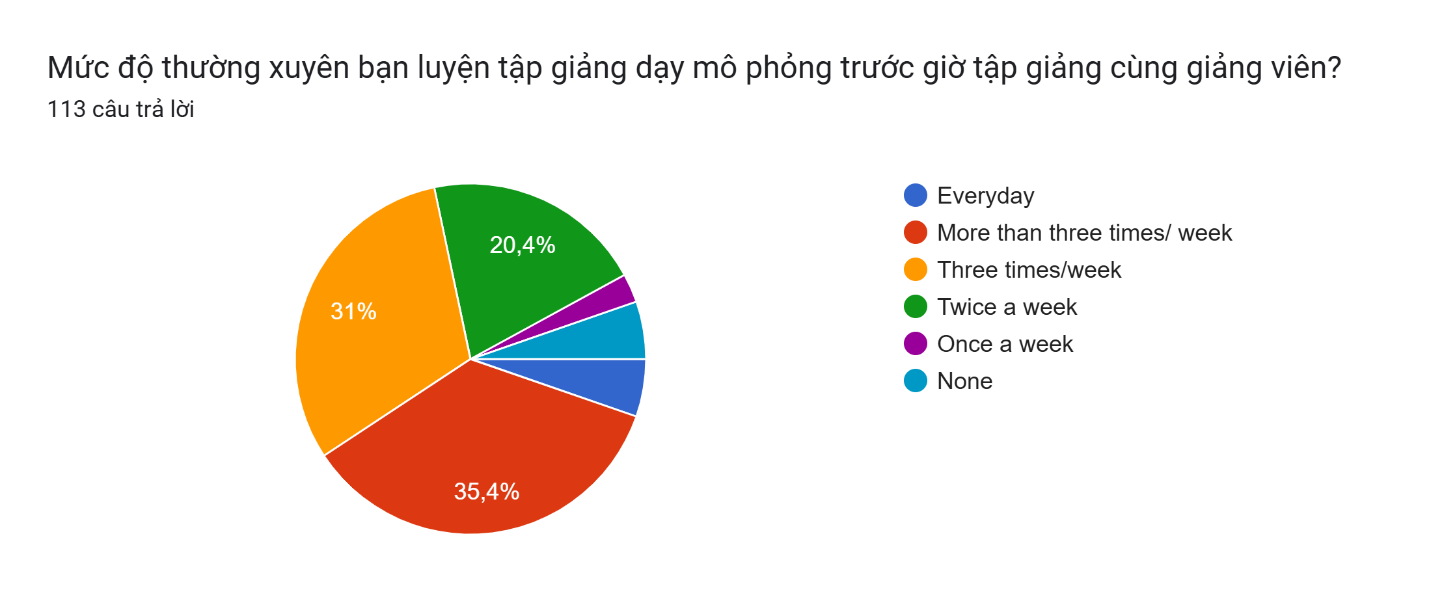 Mức độ thường xuyên bạn luyện tập giảng dạy mô phỏng trước giờ tập giảng cùng giảng viên?
113 câu trả lời
Everyday
More than three times/ week
Three times/week
Twice a week
Once a week
None
20,4%
31%
35,4%